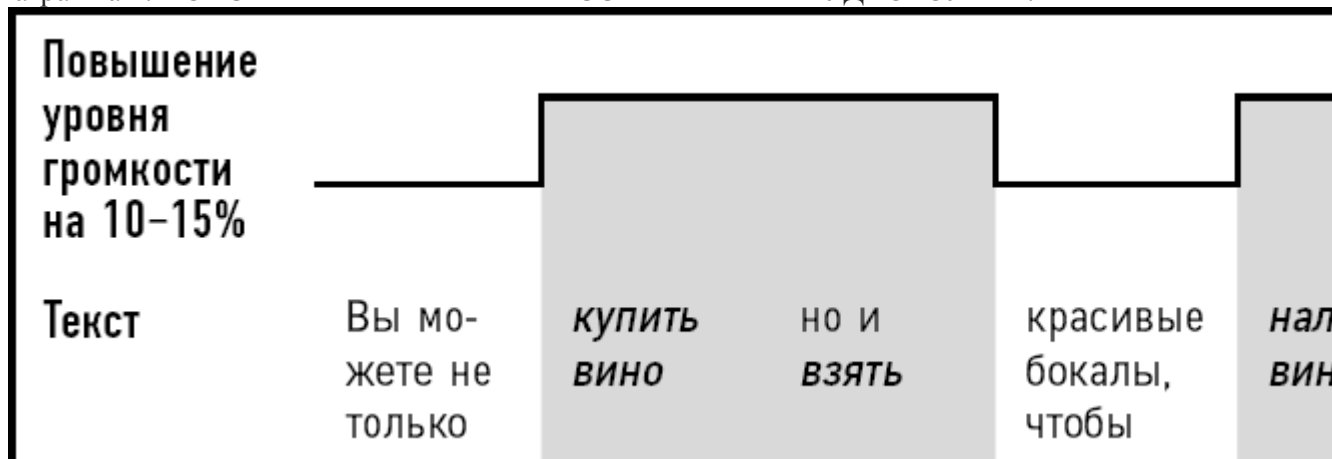 Повышение
уровня
громкости
на 10–15%
Текст
Вы мо-
жете не
только
купить
вино
но и
взять
красивые
бокалы,
чтобы